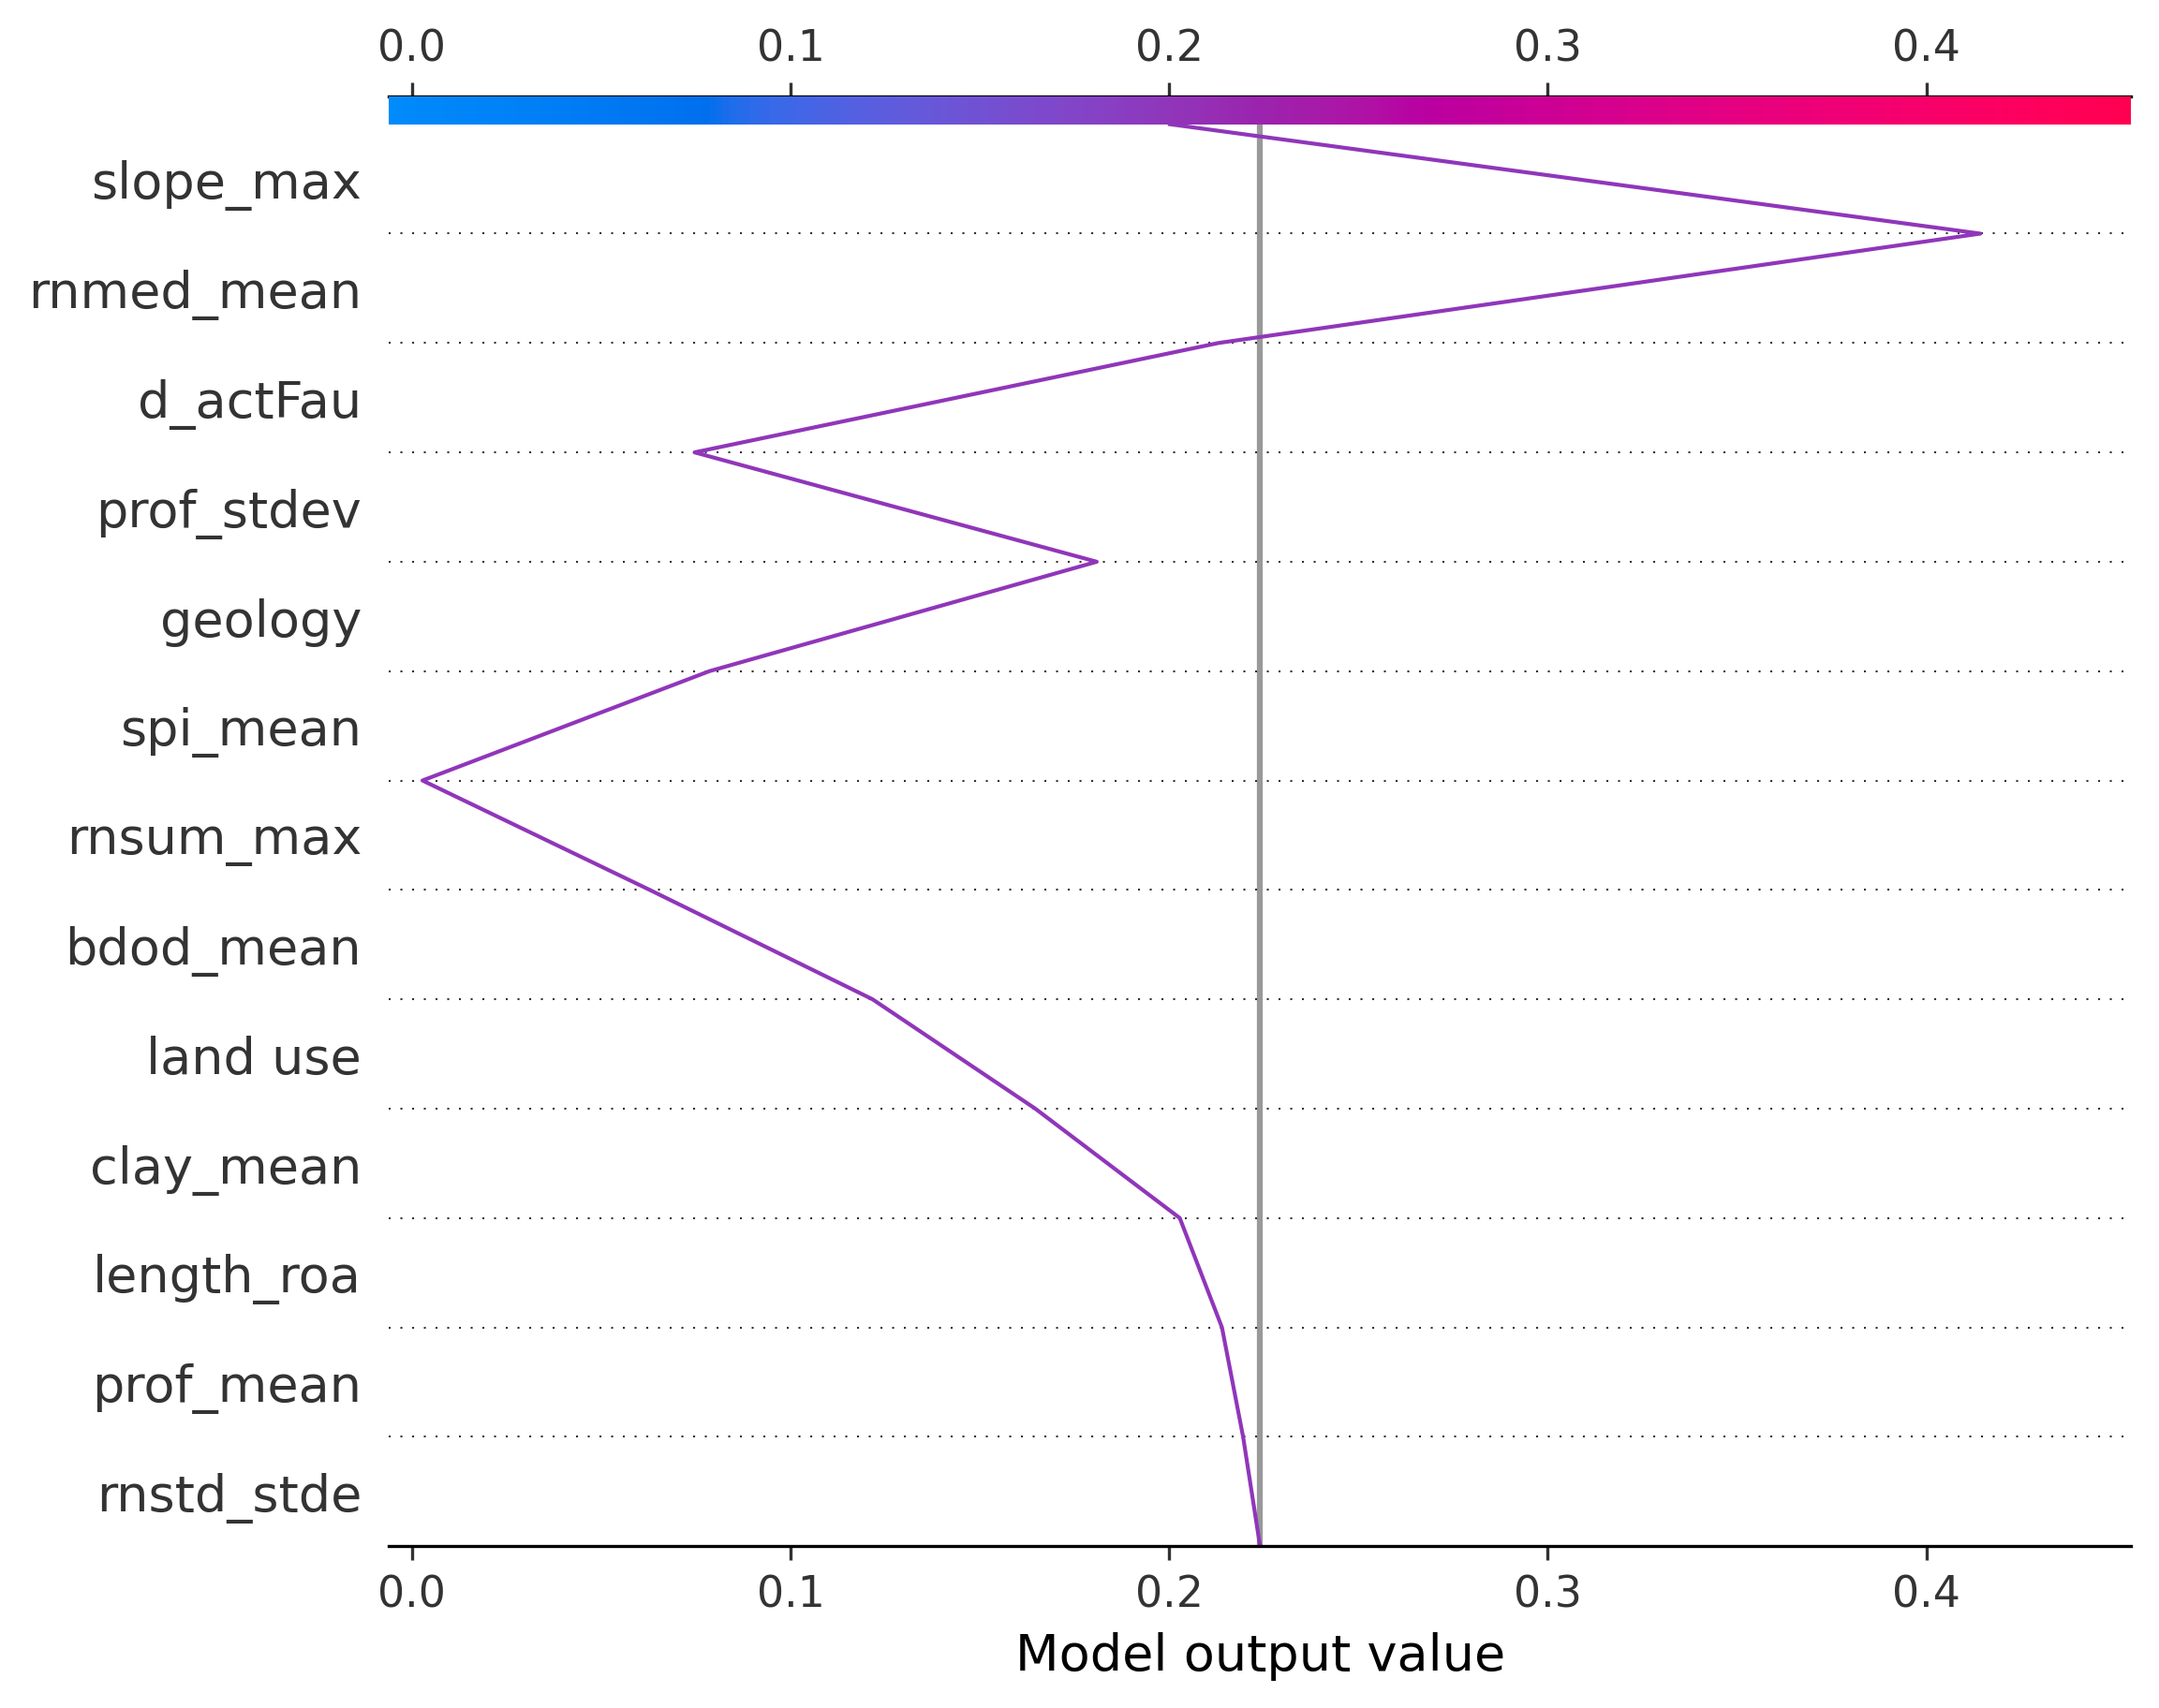 0.0 0.1 0.2 0.3 0.4
slope_max
rnmed_mean
d_actFau
prof_stdev
geology
spi_mean
rnsum_max
bdod_mean
land use
clay_mean
length_roa
prof_mean
rnstd_stde
0.0 0.1 0.2 0.3 0.4
Model output value